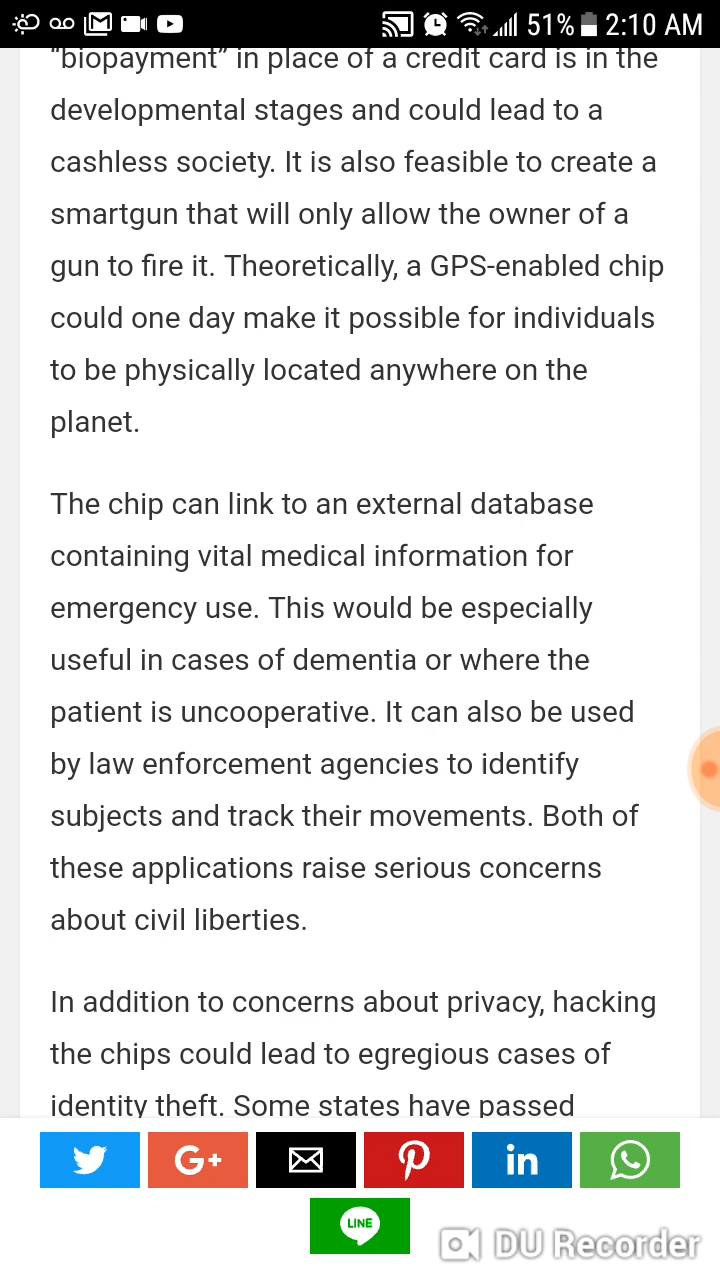 51% 2:10 AM
"biopayment" in place of a credit card is in the
developmental stages and could lead to a
cashless society. It is also feasible to create a
smartgun that will only allow the owner of a
gun to fire it. Theoretically, a GPS-enabled chip
could one day make it possible for individuals
to be physically located anywhere on the
planet.
The chip can link to an external database
containing vital medical information for
emergency use. This would be especially
useful in cases of dementia or where the
patient is uncooperative. It can also be used
by law enforcement agencies to identify
subjects and track their movements. Both of
these applications raise serious concerns
about civil liberties.
In addition to concerns about privacy, hacking
the chips could lead to egregious cases of
identity theft. Some states have passed
G+ in
LINE
DU Recorder